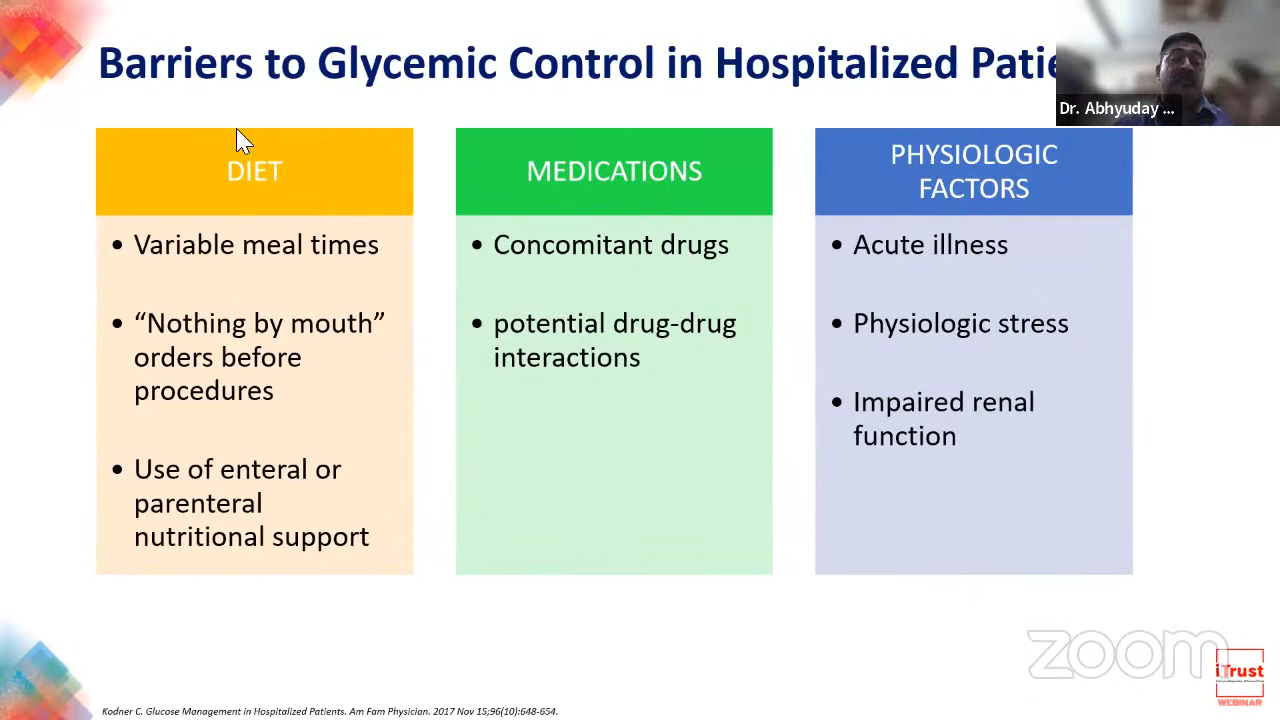 Barriers to Glycemic Control in Hospitalized Patie
Dr. Abhyuday ...
DIET
• Variable meal times
• “Nothing by mouth”
orders before
procedures
• Use of enteral or
parenteral
nutritional support
MEDICATIONS
• Concomitant drugs
• potential drug-drug
interactions
PHYSIOLOGIC
FACTORS
• Acute illness
• Physiologic stress
• Impaired renal
function
zoom
iTrust
WEBINAR
Kodner C. Glucose Management in Hospitalized Patients. Am Fam Physician. 2017 Nov 15;96(10):648-654.